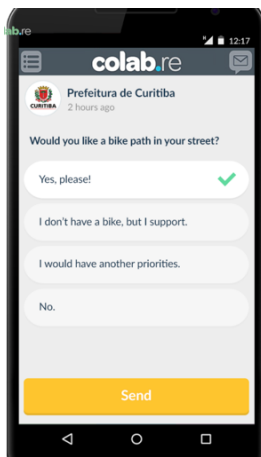 ab.re
12:17
colab.re
CURITIBA
Prefeitura de Curitiba
2 hours ago
Would you like a bike path in your street?
Yes, please!
I don't have a bike, but I support.
I would have another priorities.
No.
Send